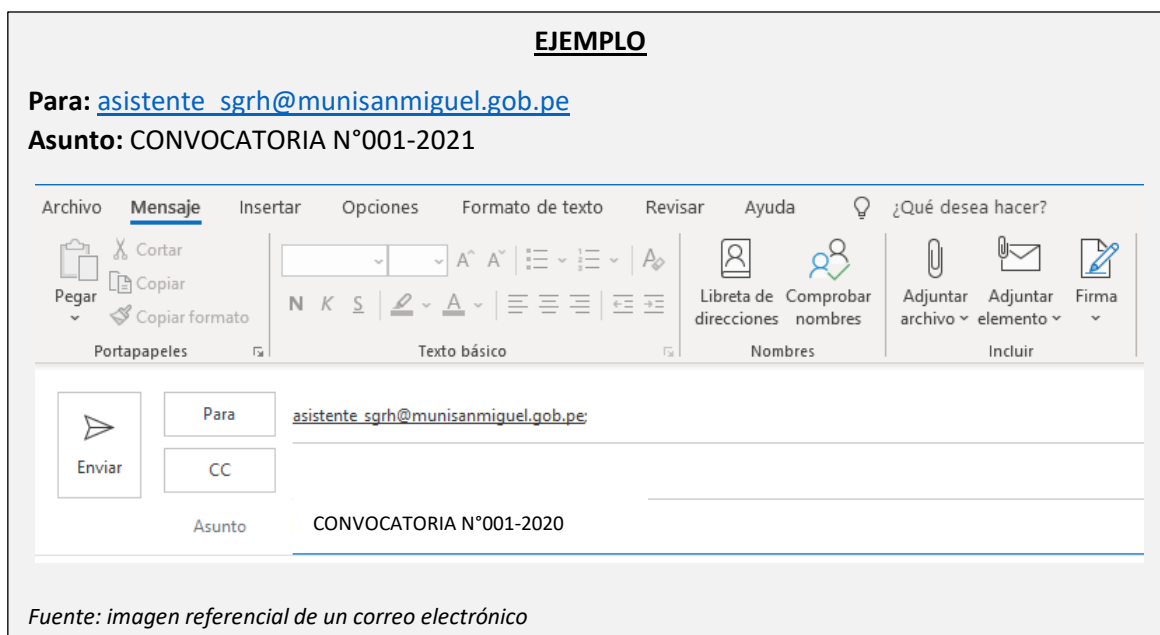 EJEMPLO
Para: asistente_sgrh@munisanmiguel.gob.pe
Asunto: CONVOCATORIA N°001-2021
Archivo Mensaje Insertar Opciones Formato de texto Revisar Ayuda ¿Qué desea hacer?
Pegar
Cortar
Copiar
Copiar formato
Portapapeles
N K S A
Texto básico
Libreta de direcciones
Comprobar nombres
Nombres
Adjuntar archivo
Adjuntar elemento
Firma
Incluir
Enviar
Para asistente_sgrh@munisanmiguel.gob.pe;
CC
Asunto CONVOCATORIA N°001-2020
Fuente: imagen referencial de un correo electrónico